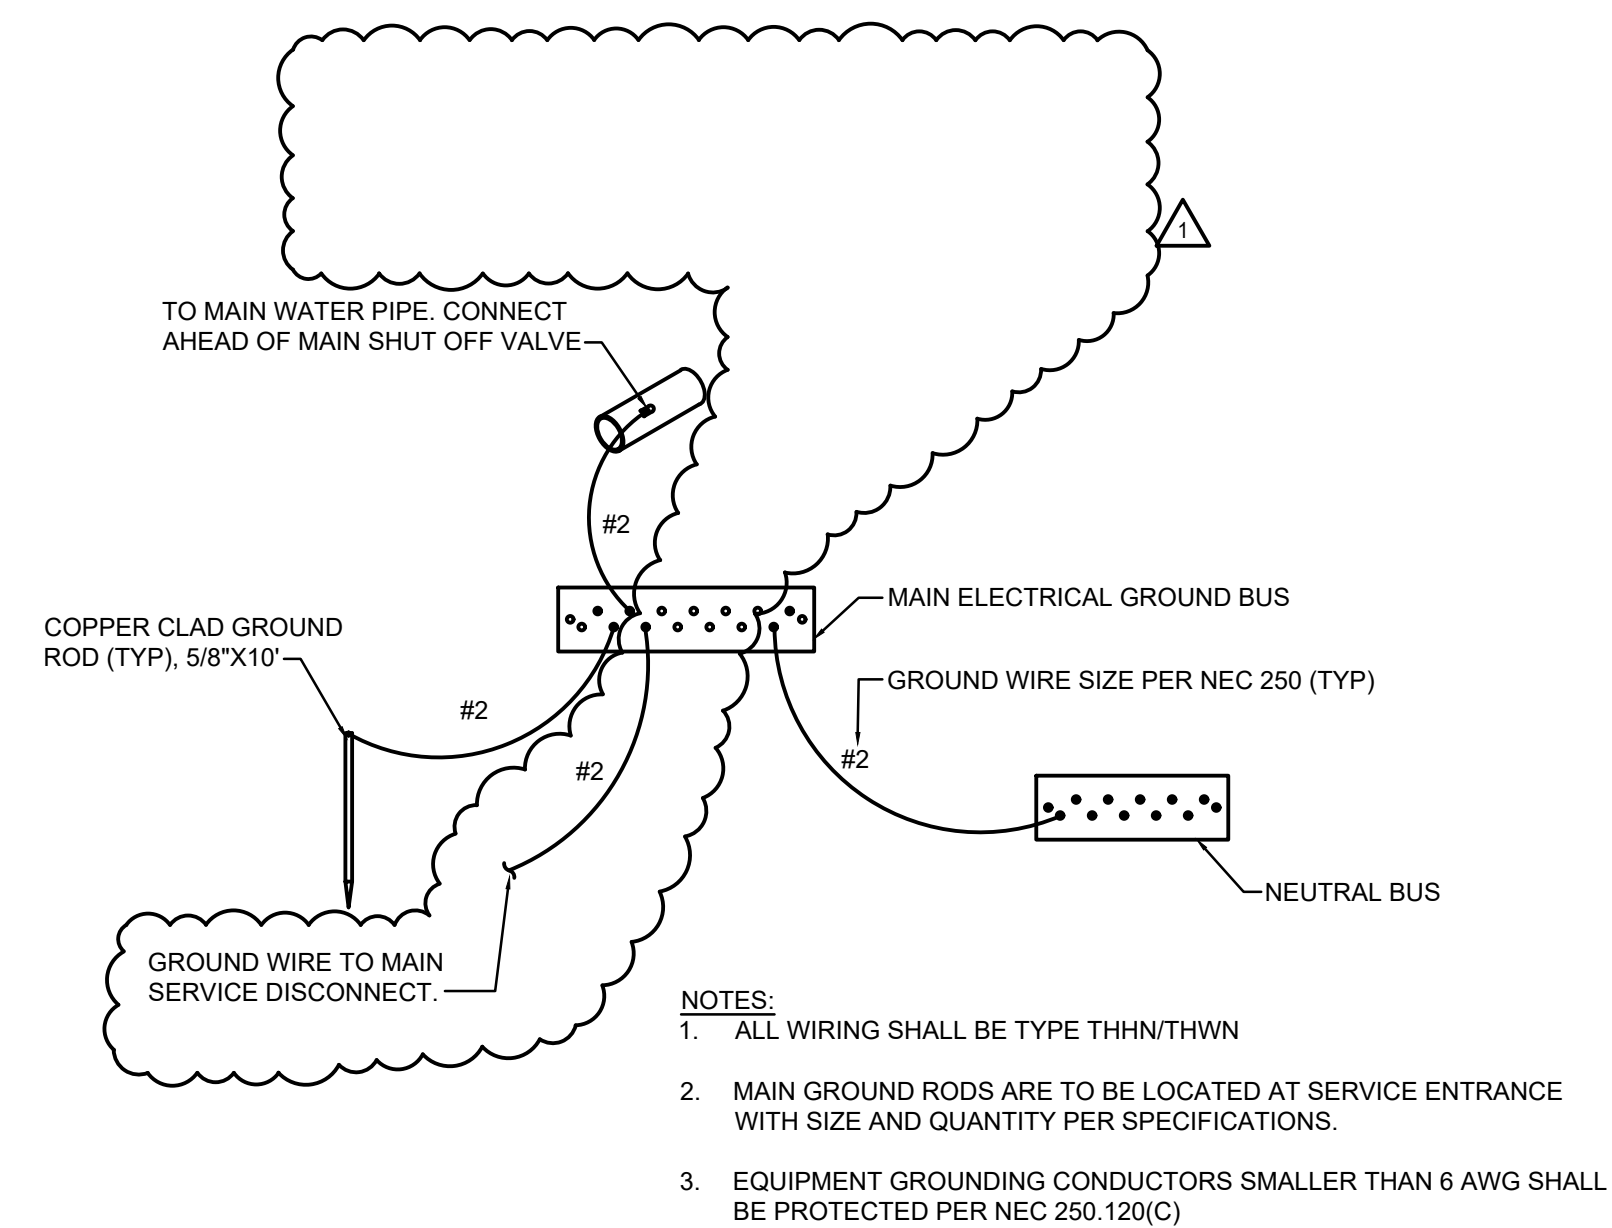 1
TO MAIN WATER PIPE. CONNECT
AHEAD OF MAIN SHUT OFF VALVE
#2
MAIN ELECTRICAL GROUND BUS
COPPER CLAD GROUND
ROD (TYP), 5/8"X10'
GROUND WIRE SIZE PER NEC 250 (TYP)
#2
#2
#2
NEUTRAL BUS
GROUND WIRE TO MAIN
SERVICE DISCONNECT.
NOTES:
1. ALL WIRING SHALL BE TYPE THHN/THWN
2. MAIN GROUND RODS ARE TO BE LOCATED AT SERVICE ENTRANCE
WITH SIZE AND QUANTITY PER SPECIFICATIONS.
3. EQUIPMENT GROUNDING CONDUCTORS SMALLER THAN 6 AWG SHALL
BE PROTECTED PER NEC 250.120(C)